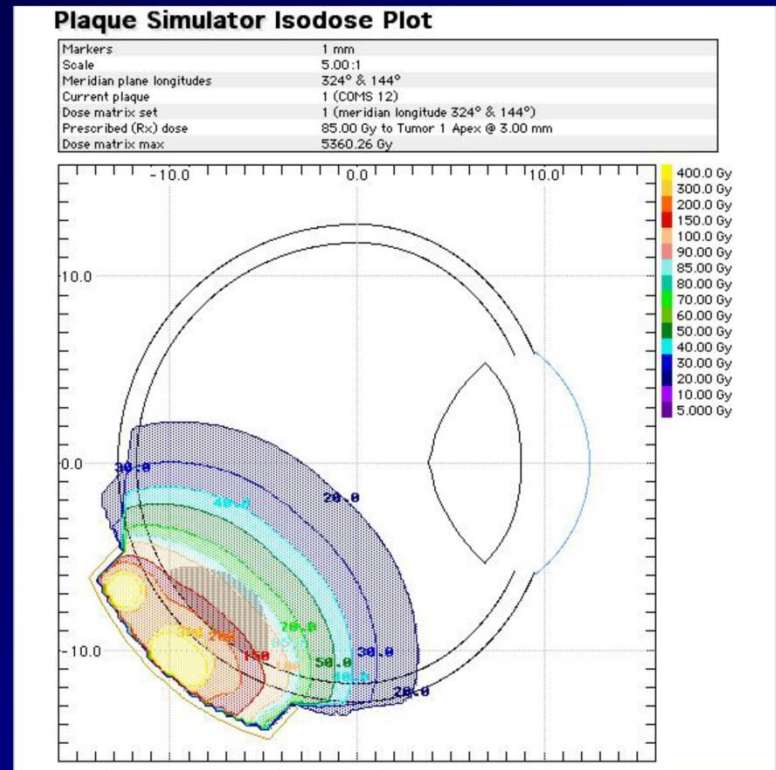 Plaque Simulator Isodose Plot
Markers 1 mm
Scale 5.00:1
Meridian plane longitudes 324° & 144°
Current plaque 1 (COMS 12)
Dose matrix set 1 (meridian longitude 324° & 144°)
Prescribed (Rx) dose 85.00 Gy to Tumor 1 Apex @ 3.00 mm
Dose matrix max 5360.26 Gy
-10.0 0.0 10.0
10.0
0.0
-10.0
400.0 Gy
300.0 Gy
200.0 Gy
150.0 Gy
100.0 Gy
90.00 Gy
85.00 Gy
80.00 Gy
70.00 Gy
60.00 Gy
50.00 Gy
40.00 Gy
30.00 Gy
20.00 Gy
10.00 Gy
5.000 Gy
30.0
20.0
40.0
70.0
200
150
50.0
30.0
20.0